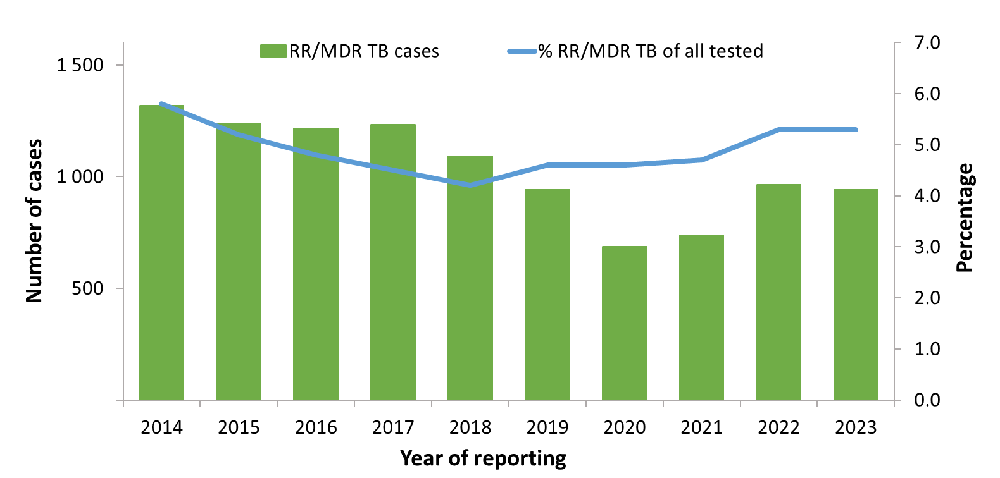 RR/MDR TB cases
% RR/MDR TB of all tested
Number of cases
1 500
1 000
500
7.0
6.0
5.0
4.0
3.0
2.0
1.0
0.0
Percentage
2014 2015 2016 2017 2018 2019 2020 2021 2022 2023
Year of reporting